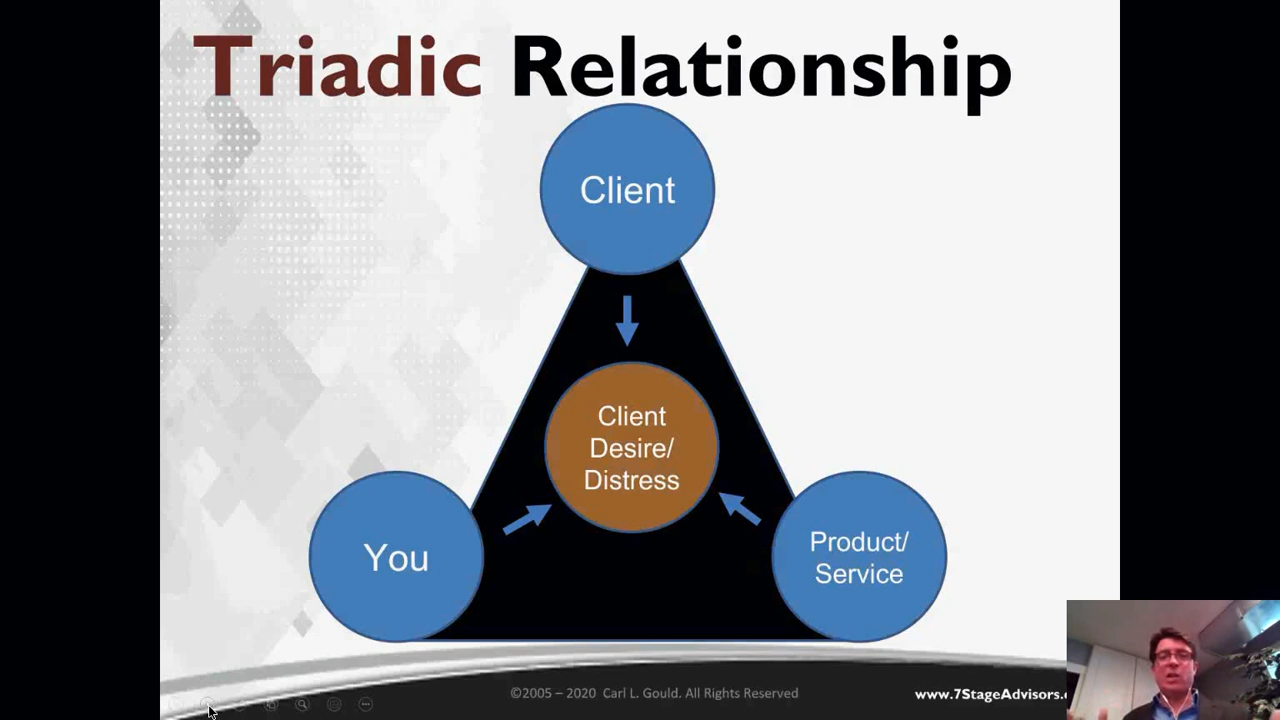 Triadic Relationship
Client
Client
Desire/
Distress
You
Product/
Service
©2005 – 2020 Carl L. Gould. All Rights Reserved
www.7StageAdvisors.c